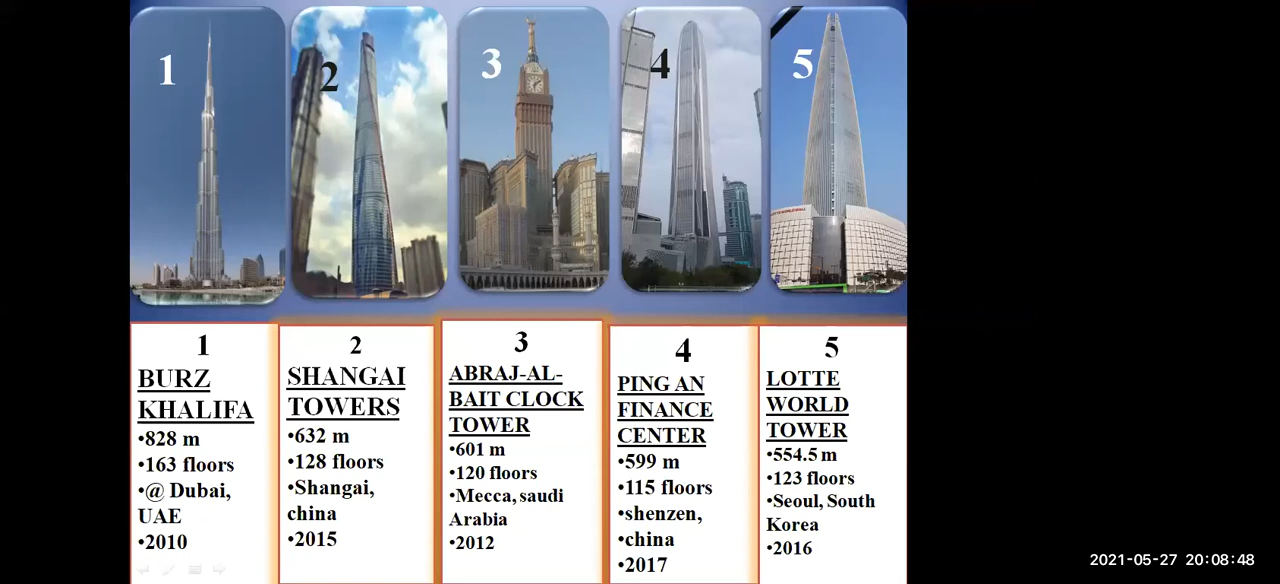 1
2
3
4
5
1
BURZ
KHALIFA
•828 m
•163 floors
•@ Dubai,
UAE
•2010
2
SHANGAI
TOWERS
•632 m
•128 floors
•Shangai,
china
•2015
3
ABRAJ-AL-
BAIT CLOCK
TOWER
•601 m
•120 floors
•Mecca, saudi
Arabia
•2012
4
PING AN
FINANCE
CENTER
•599 m
•115 floors
•shenzen,
•china
•2017
5
LOTTE
WORLD
TOWER
•554.5 m
•123 floors
•Seoul, South
Korea
•2016
2021-05-27 20:08:48